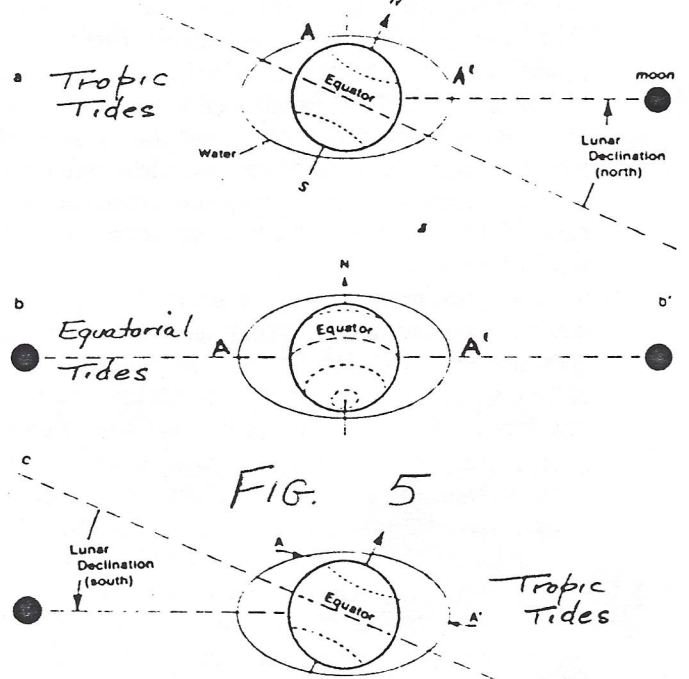 N
A
a Tropic
Tides
Equator
A'
moon
Water
Lunar
Declination
(north)
S
N
b
b'
Equatorial
Tides
A
Equator
A'
c
FIG. 5
Lunar
Declination
(south)
A
Equator
A'
Tropic
Tides